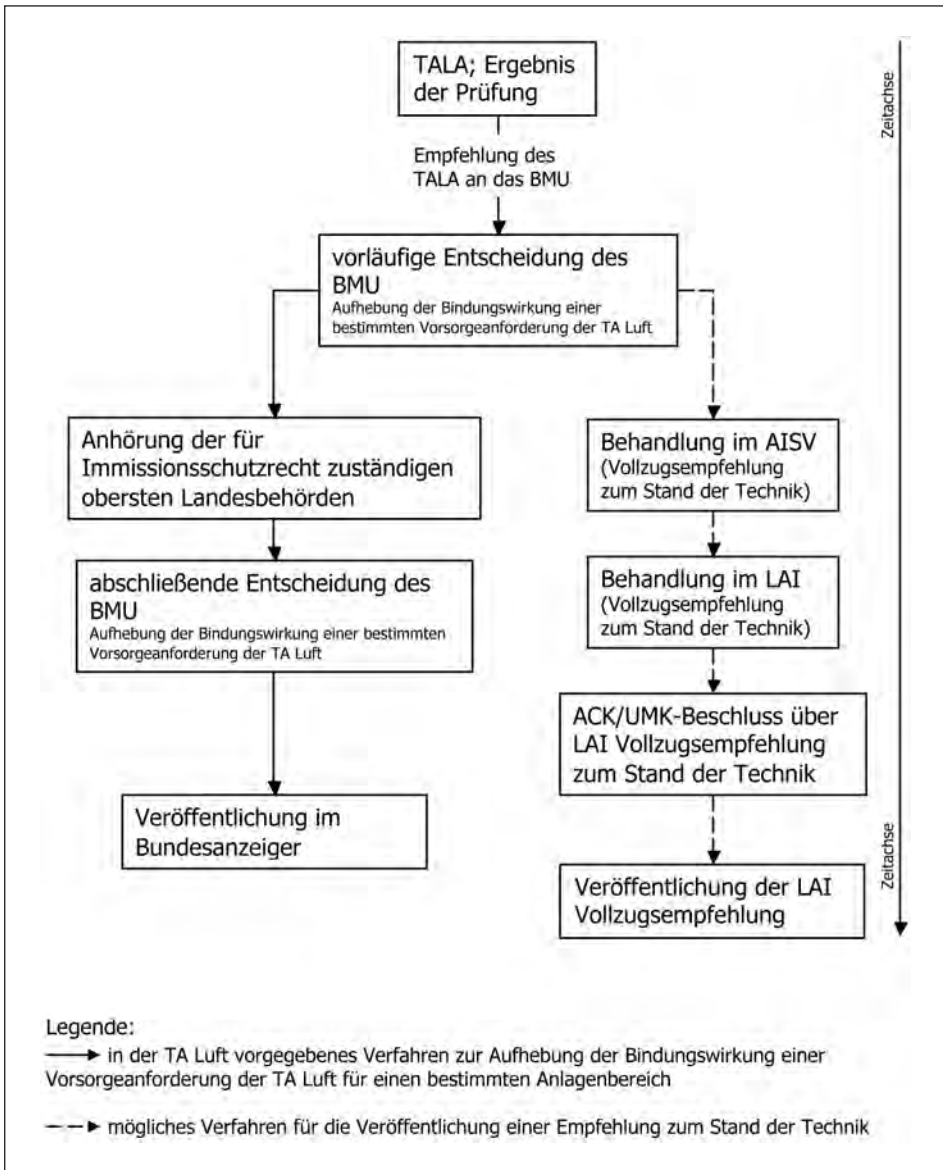 TALA; Ergebnis
der Prüfung
Zeitachse
Empfehlung des
TALA an das BMU
vorläufige Entscheidung des
BMU
Aufhebung der Bindungswirkung einer
bestimmten Vorsorgeanforderung der TA Luft
Anhörung der für
Immissionsschutzrecht zuständigen
obersten Landesbehörden
abschließende Entscheidung des
BMU
Aufhebung der Bindungswirkung einer bestimmten
Vorsorgeanforderung der TA Luft
Veröffentlichung im
Bundesanzeiger
Behandlung im AISV
(Vollzugsempfehlung
zum Stand der Technik)
Behandlung im LAI
(Vollzugsempfehlung
zum Stand der Technik)
ACK/UMK-Beschluss über
LAI Vollzugsempfehlung
zum Stand der Technik
Veröffentlichung der LAI
Vollzugsempfehlung
Zeitachse
Legende:
in der TA Luft vorgegebenes Verfahren zur Aufhebung der Bindungswirkung einer
Vorsorgeanforderung der TA Luft für einen bestimmten Anlagenbereich
mögliches Verfahren für die Veröffentlichung einer Empfehlung zum Stand der Technik